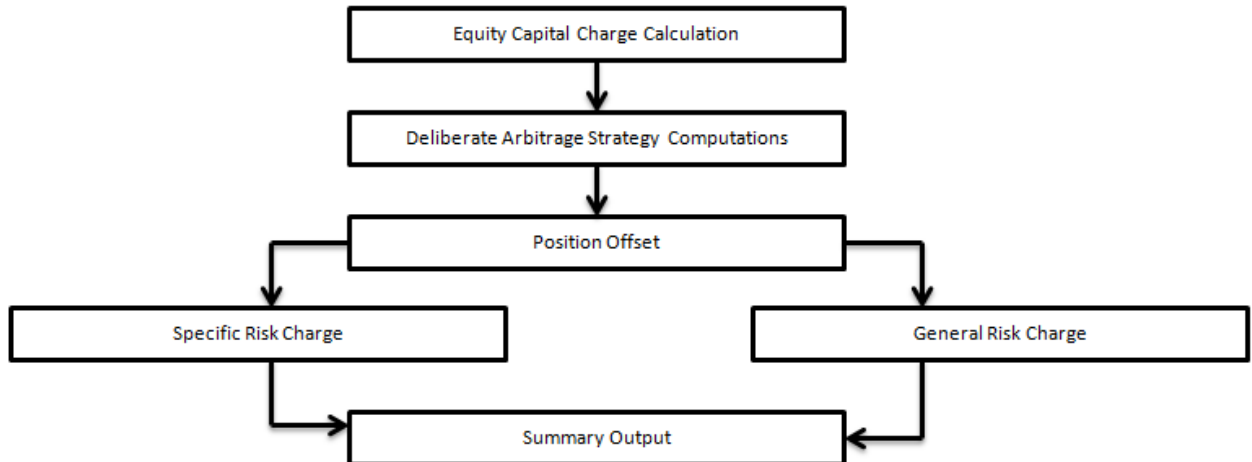 Equity Capital Charge Calculation
Deliberate Arbitrage Strategy Computations
Position Offset
Specific Risk Charge
General Risk Charge
Summary Output